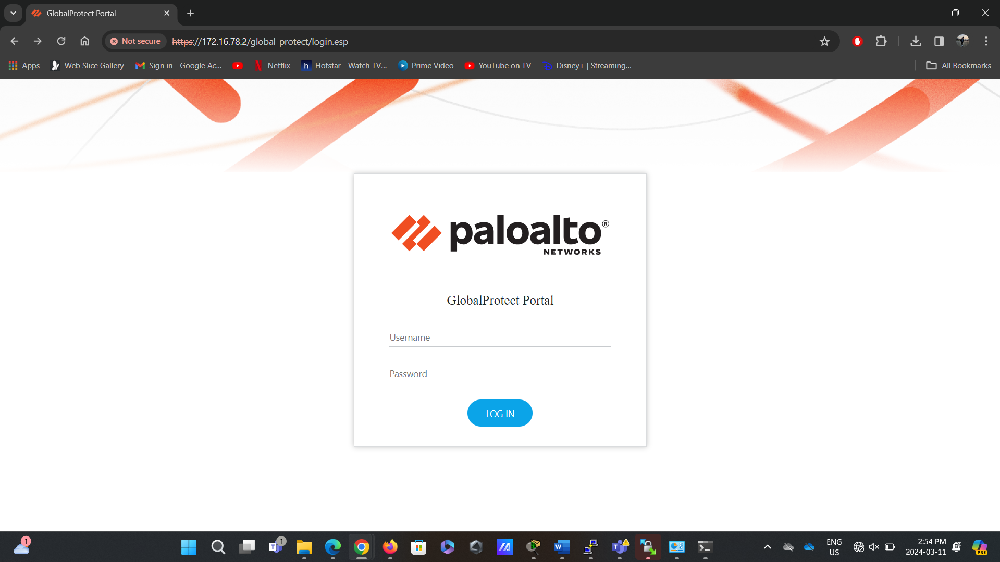 GlobalProtect Portal
Not secure https://172.16.78.2/global-protect/login.esp
Apps Web Slice Gallery Sign in - Google Ac... Netflix h Hotstar - Watch TV... Prime Video YouTube on TV Disney+ | Streaming... All Bookmarks
paloalto®
NETWORKS
GlobalProtect Portal
Username
Password
LOG IN
1
T 1
W
T
ENG
US
2:54 PM
2024-03-11
PRE